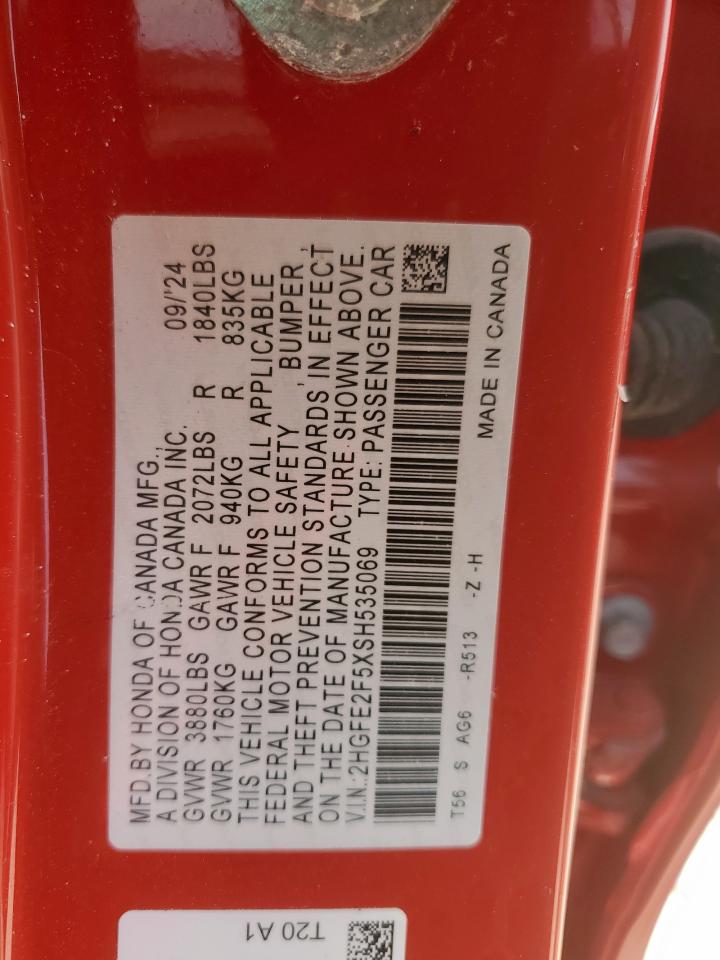 MFD.BY HONDA OF CANADA MFG., 09/'24
A DIVISION OF HONDA CANADA INC.
GVWR 3880LBS GAWR F 2072LBS R 1840LBS
GVWR 1760KG GAWR F 940KG R 835KG
THIS VEHICLE CONFORMS TO ALL APPLICABLE
FEDERAL MOTOR VEHICLE SAFETY , BUMPER ,
AND THEFT PREVENTION STANDARDS IN EFFECT
ON THE DATE OF MANUFACTURE SHOWN ABOVE.
V.I.N.:2HGFE2F5XSH535069 TYPE: PASSENGER CAR
T56 S AG6 -R513 -Z -H MADE IN CANADA
T20 A1